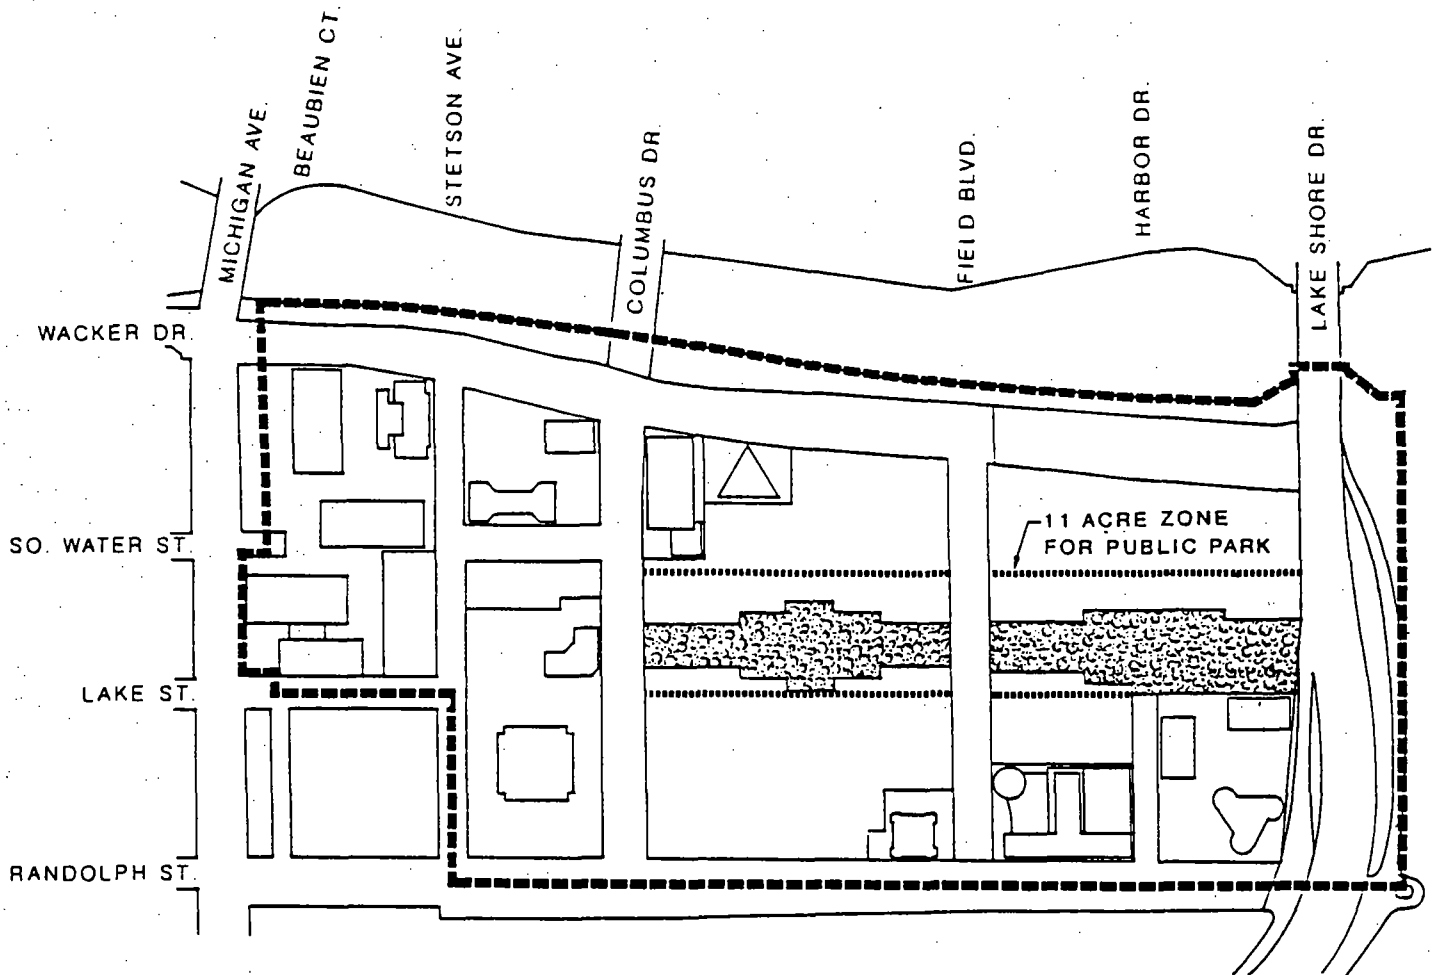 MICHIGAN AVE.
BEAUBIEN CT.
STETSON AVE.
COLUMBUS DR.
FIELD BLVD.
HARBOR DR.
LAKE SHORE DR.
WACKER DR.
SO. WATER ST.
11 ACRE ZONE
FOR PUBLIC PARK
LAKE ST.
RANDOLPH ST.